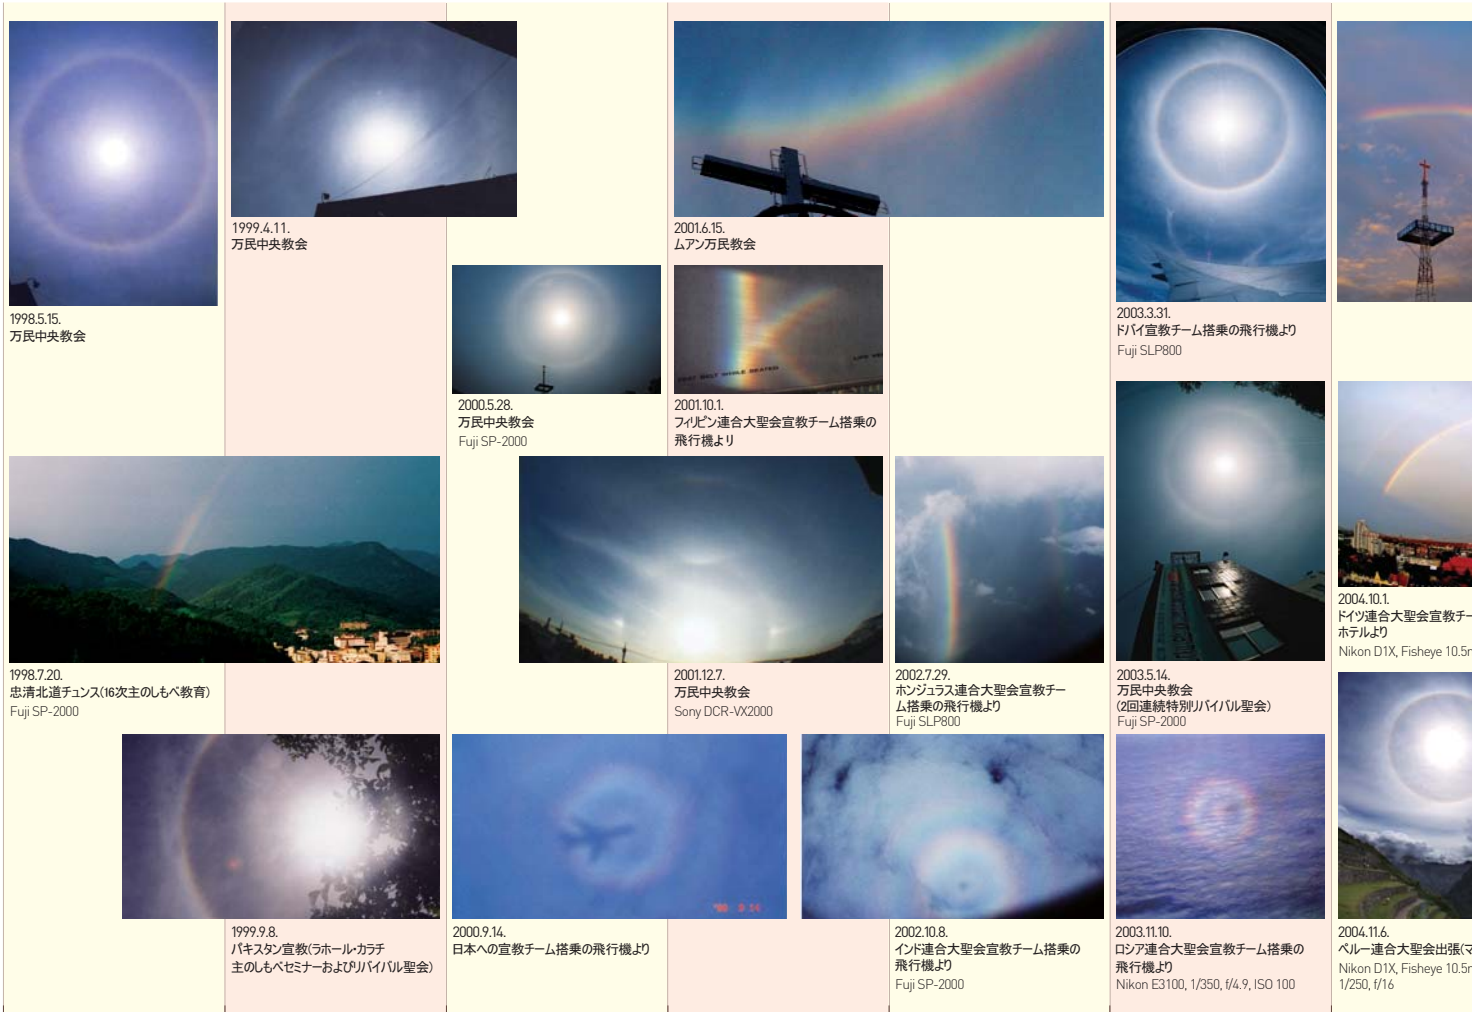 1998.5.15.
万民中央教会
1999.4.11.
万民中央教会
2001.6.15.
ムアン万民教会
2003.3.31.
ドバイ宣教チーム搭乗の飛行機より
Fuji SLP800
2000.5.28.
万民中央教会
Fuji SP-2000
2001.10.1.
フィリピン連合大聖会宣教チーム搭乗の
飛行機より
1998.7.20.
忠清北道チュンス(16次主のしもべ教育)
Fuji SP-2000
2001.12.7.
万民中央教会
Sony DCR-VX2000
2002.7.29.
ホンジュラス連合大聖会宣教チー
ム搭乗の飛行機より
Fuji SLP800
2003.5.14.
万民中央教会
(2回連続特別リバイバル聖会)
Fuji SP-2000
2004.10.1.
ドイツ連合大聖会宣教チー
ホテルより
Nikon D1X, Fisheye 10.5
1999.9.8.
パキスタン宣教(ラホール・カラチ
主のしもべセミナーおよびリバイバル聖会)
2000.9.14.
日本への宣教チーム搭乗の飛行機より
2002.10.8.
インド連合大聖会宣教チーム搭乗の
飛行機より
Fuji SP-2000
2003.11.10.
ロシア連合大聖会宣教チーム搭乗の
飛行機より
Nikon E3100, 1/350, f/4.9, ISO 100
2004.11.6.
ペルー連合大聖会出張(マ
Nikon D1X, Fisheye 10.5
1/250, f/16